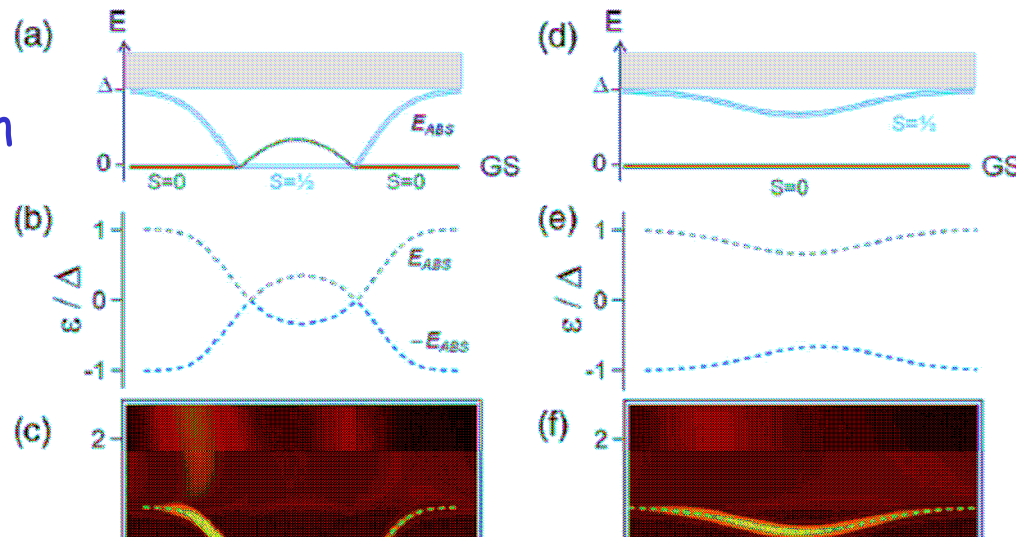 (a)
E
Δ
0
E_ABS
GS
S=0
S=½
S=0
(b)
1
0
-1
ε / Δ
E_ABS
–E_ABS
(c)
2
(d)
E
Δ
0
S=½
GS
S=0
(e)
1
0
-1
ε / Δ
(f)
2